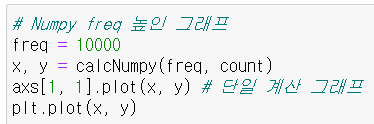 # Numpy freq 높인 그래프
freq = 10000
x, y = calcNumpy(freq, count)
axs[1, 1].plot(x, y) # 단일 계산 그래프
plt.plot(x, y)